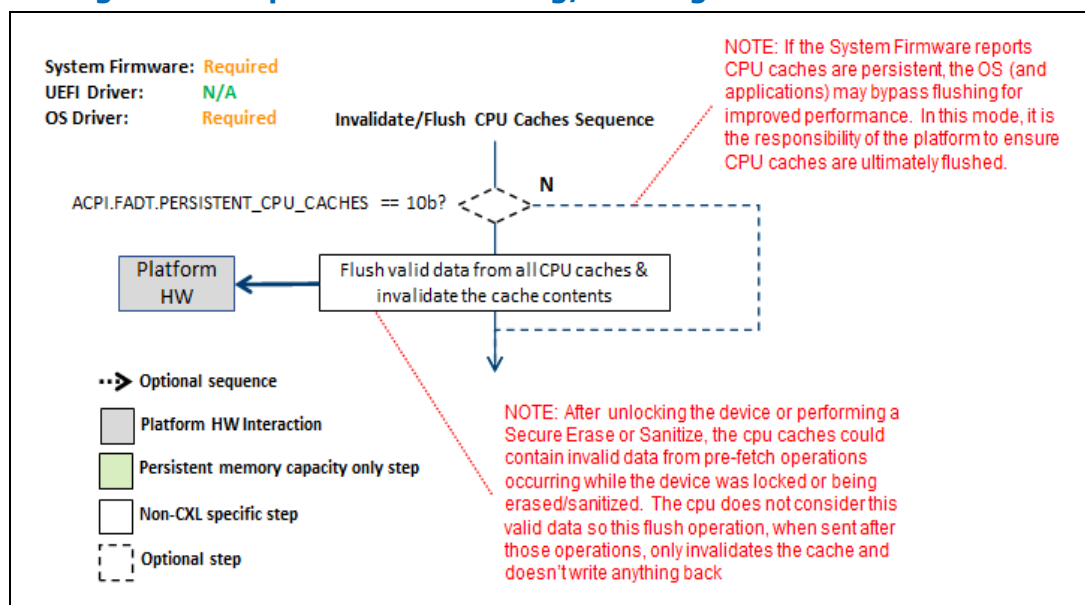 System Firmware: Required
UEFI Driver: N/A
OS Driver: Required
Invalidate/Flush CPU Caches Sequence
NOTE: If the System Firmware reports
CPU caches are persistent, the OS (and
applications) may bypass flushing for
improved performance. In this mode, it is
the responsibility of the platform to ensure
CPU caches are ultimately flushed.
N
ACPI.FADT.PERSISTENT_CPU_CACHES == 10b?
Platform
HW
Flush valid data from all CPU caches &
invalidate the cache contents
Optional sequence
Platform HW Interaction
Persistent memory capacity only step
Non-CXL specific step
Optional step
NOTE: After unlocking the device or performing a
Secure Erase or Sanitize, the cpu caches could
contain invalid data from pre-fetch operations
occurring while the device was locked or being
erased/sanitized. The cpu does not consider this
valid data so this flush operation, when sent after
those operations, only invalidates the cache and
doesn't write anything back